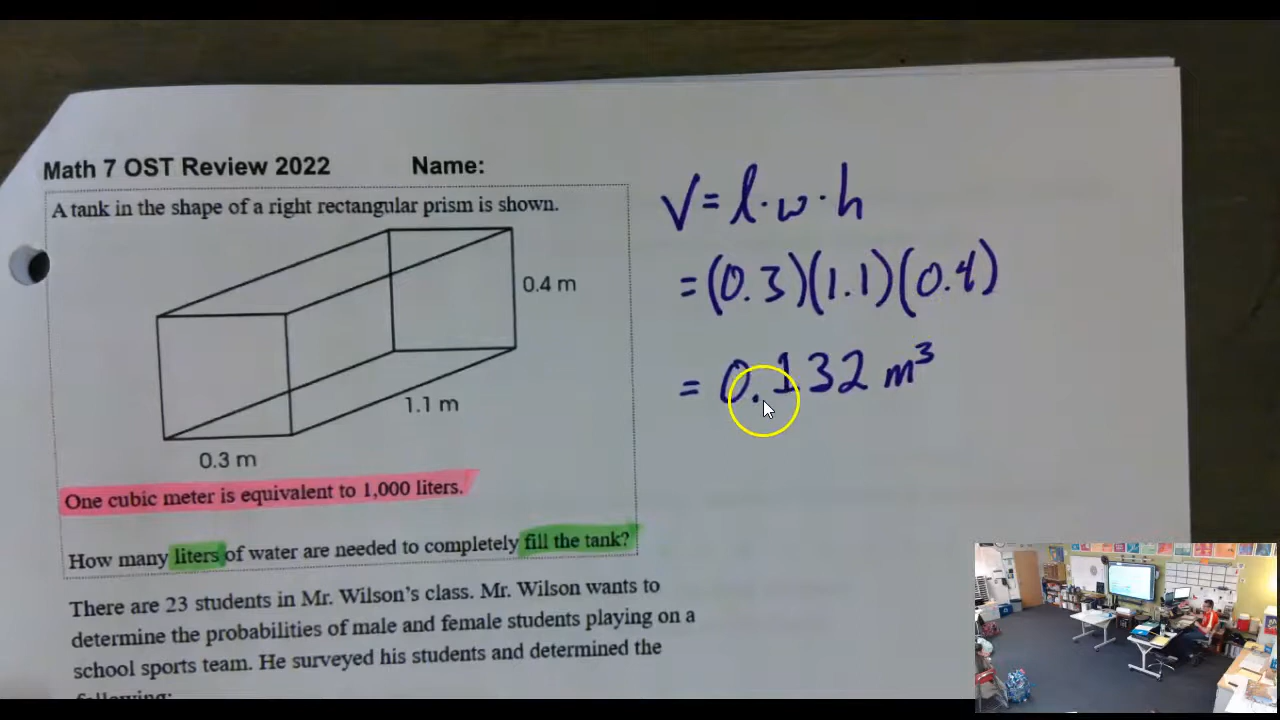 Math 7 OST Review 2022 Name:
A tank in the shape of a right rectangular prism is shown.
0.4 m
1.1 m
0.3 m
One cubic meter is equivalent to 1,000 liters.
How many liters of water are needed to completely fill the tank?
There are 23 students in Mr. Wilson's class. Mr. Wilson wants to
determine the probabilities of male and female students playing on a
school sports team. He surveyed his students and determined the
following:
V = l · w · h
= (0.3)(1.1)(0.4)
= 0.132 m³